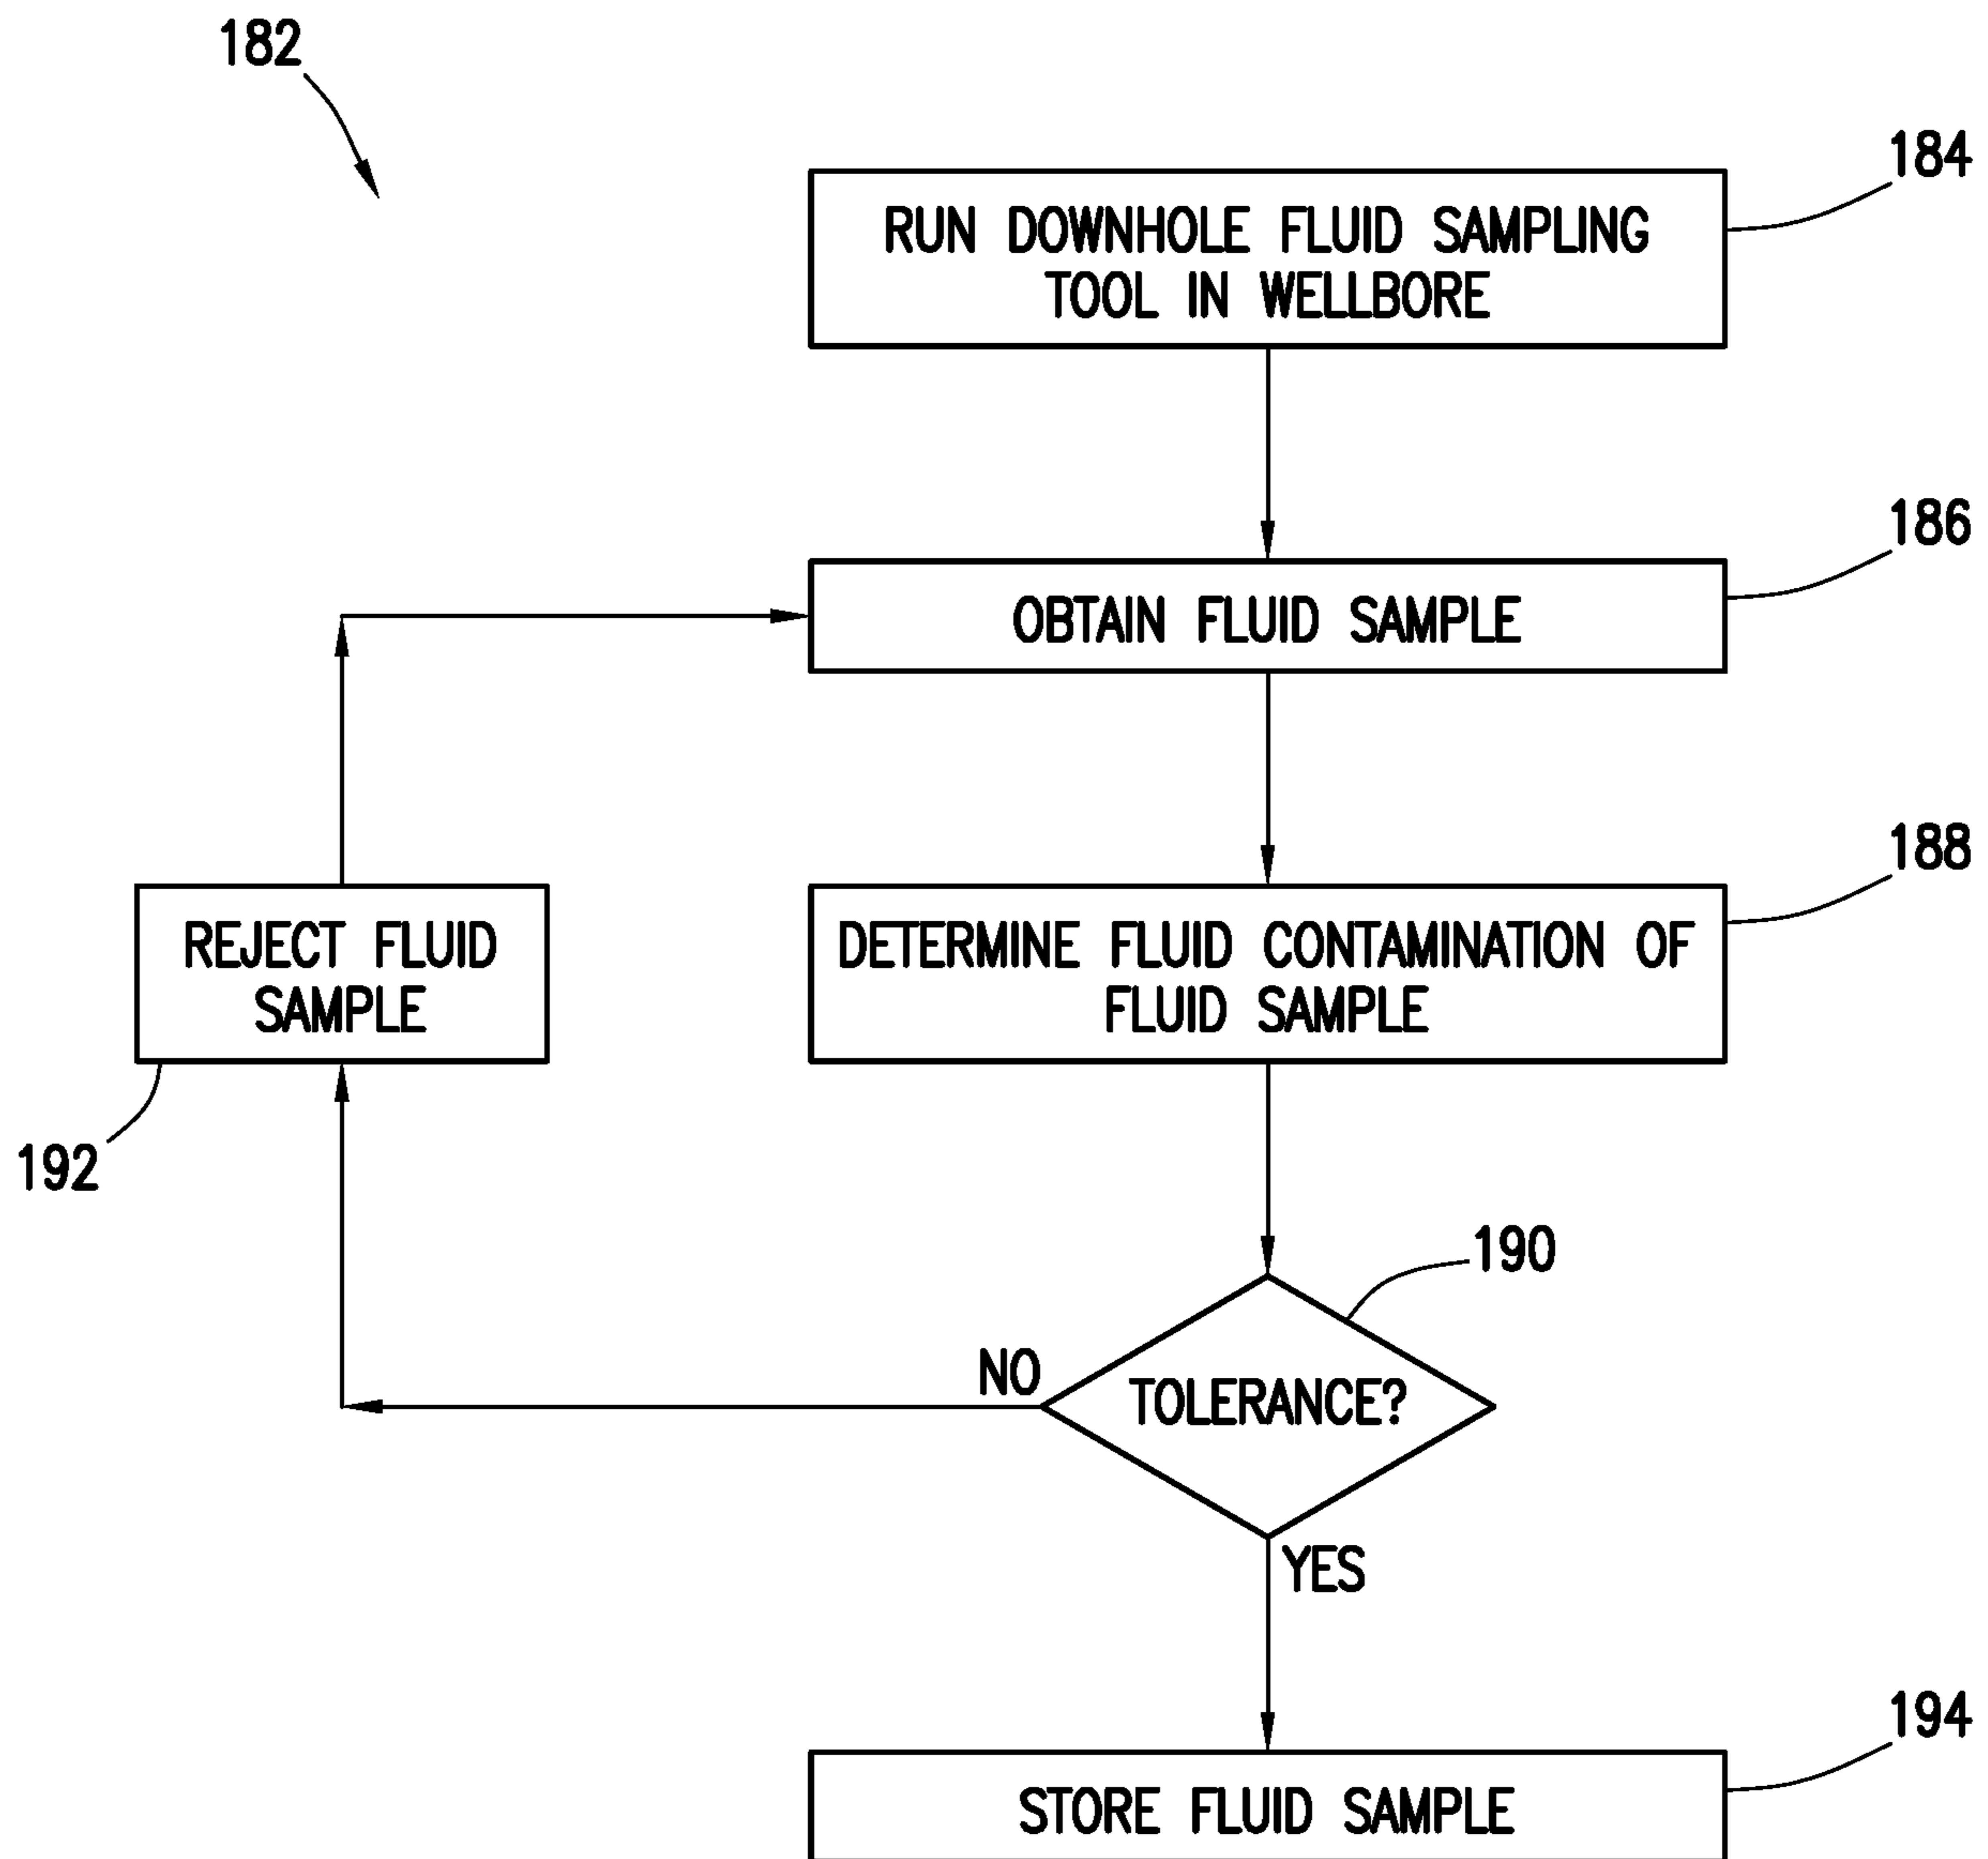 182
184
RUN DOWNHOLE FLUID SAMPLING
TOOL IN WELLBORE
186
OBTAIN FLUID SAMPLE
188
REJECT FLUID
SAMPLE
DETERMINE FLUID CONTAMINATION OF
FLUID SAMPLE
192
190
NO
TOLERANCE?
YES
194
STORE FLUID SAMPLE